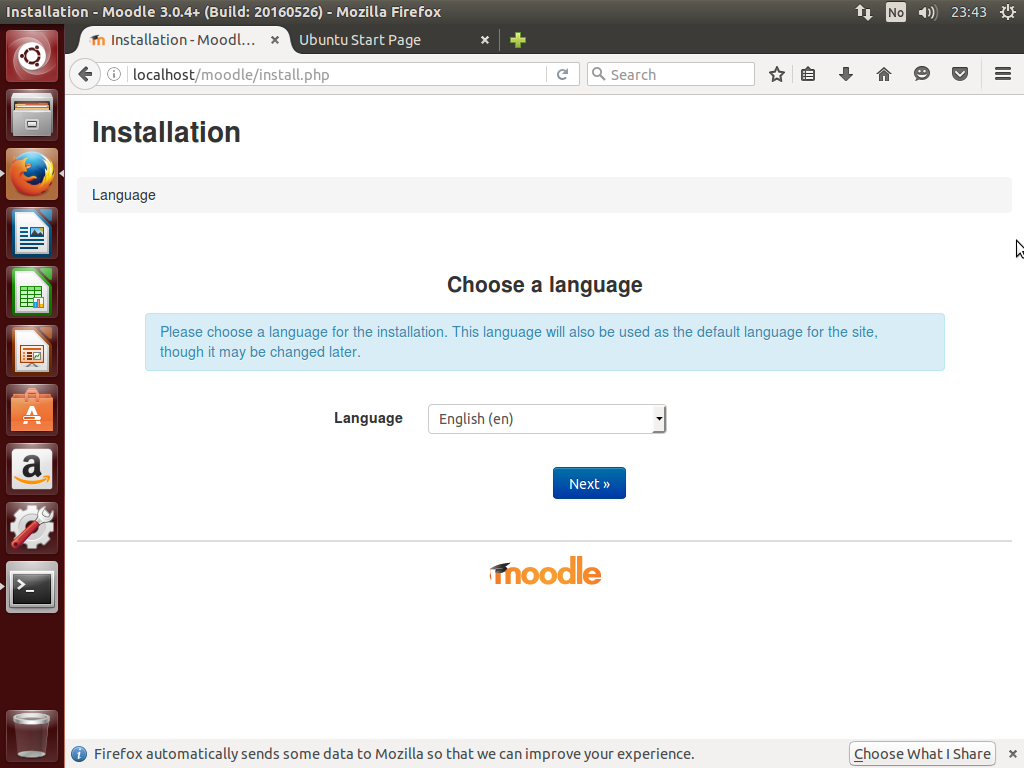 Installation - Moodle 3.0.4+ (Build: 20160526) - Mozilla Firefox
No
23:43
Installation - Moodl...
Ubuntu Start Page
localhost/moodle/install.php
Search
Installation
Language
Choose a language
Please choose a language for the installation. This language will also be used as the default language for the site,
though it may be changed later.
Language
English (en)
Next »
moodle
Firefox automatically sends some data to Mozilla so that we can improve your experience.
Choose What I Share